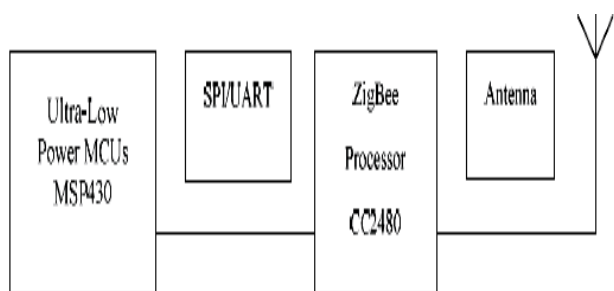 Ultra-Low
Power MCUs
MSP430
SPI/UART
ZigBee
Processor
CC2480
Antenna